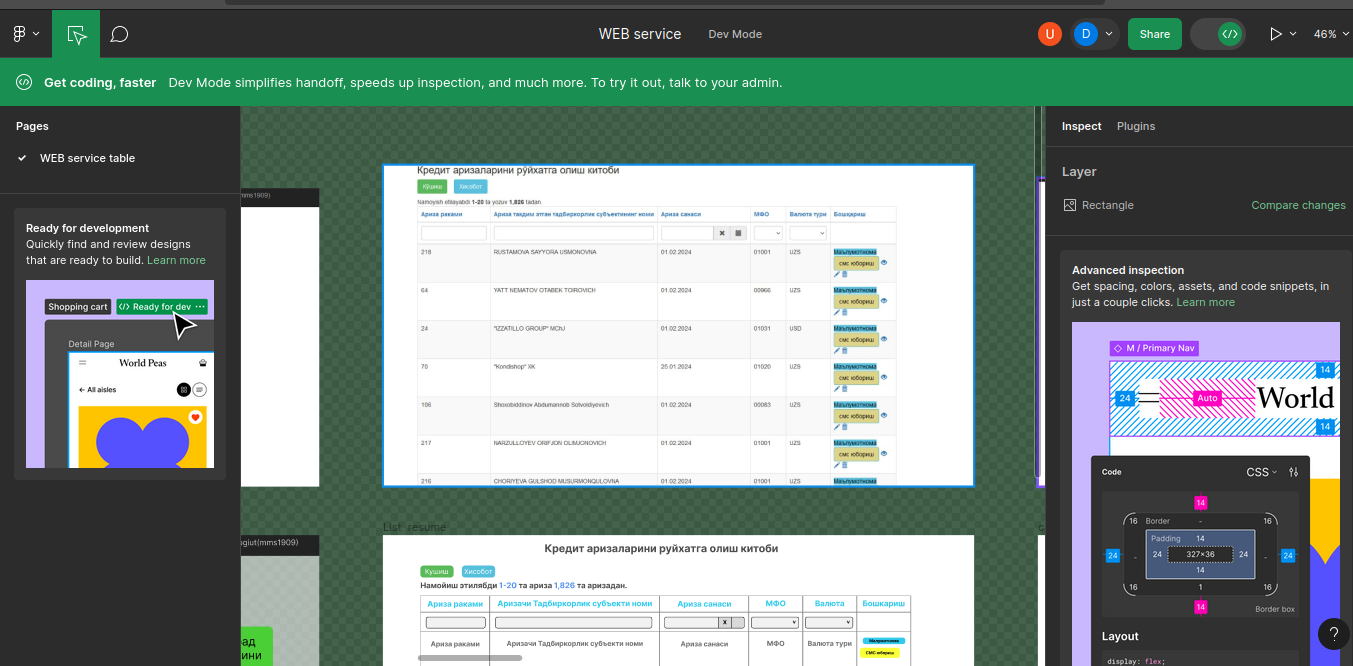 WEB service
Dev Mode
U
D
Share
46%
Get coding, faster Dev Mode simplifies handoff, speeds up inspection, and much more. To try it out, talk to your admin.
Pages
WEB service table
Ready for development
Quickly find and review designs
that are ready to build. Learn more
Shopping cart
Ready for dev
Detail Page
World Peas
All aisles
mms1909)
Кредит аризаларини рўйхатга олиш китоби
Қўшиш
Хисобот
Namoyish etilayabdi 1-20 ta yozuv 1,826 tadan.
Ариза раками Ариза такдим этган тадбиркорлик субъектининг номи Ариза санаси МФО Валюта тури Бошқариш
218 RUSTAMOVA SAYYORA USMONOVNA 01.02.2024 01001 UZS Маълумотнома
смс юбориш
64 YATT NEMATOV OTABEK TOIROVICH 01.02.2024 00966 UZS Маълумотнома
смс юбориш
24 "IZZATILLO GROUP" MChJ 01.02.2024 01031 USD Маълумотнома
смс юбориш
70 "Kondishop" XK 25.01.2024 01020 UZS Маълумотнома
смс юбориш
106 Shoxobiddinov Abdumannob Solvoidiyevich 01.02.2024 00083 UZS Маълумотнома
смс юбориш
217 NARZULLOYEV ORIFJON OLIMJONOVICH 01.02.2024 01001 UZS Маълумотнома
смс юбориш
216 CHORIYEVA GULSHOD MUSURMONQULOVNA 01.02.2024 01001 UZS Маълумотнома
List_resume
giut(mms1909)
Кредит аризаларини руйхатга олиш китоби
Кушиш
Хисобот
Намойиш этилябди 1-20 та ариза 1,826 та аризадан.
Ариза раками Аризачи Тадбиркорлик субъекти номи Ариза санаси МФО Валюта Бошкариш
x
Ариза раками Аризачи Тадбиркорлик субъекти номи Ариза санаси МФО Валюта тури Маълумотнома
СМС юбориш
Inspect
Plugins
Layer
Rectangle
Compare changes
Advanced inspection
Get spacing, colors, assets, and code snippets, in
just a couple clicks. Learn more
M / Primary Nav
14
24
Auto
World
14
Code
CSS
14
16 Border - 16
Padding 14
24 - 24 327×36 24 - 24
14
16 1 16
14
Border box
Layout
display: flex;
?